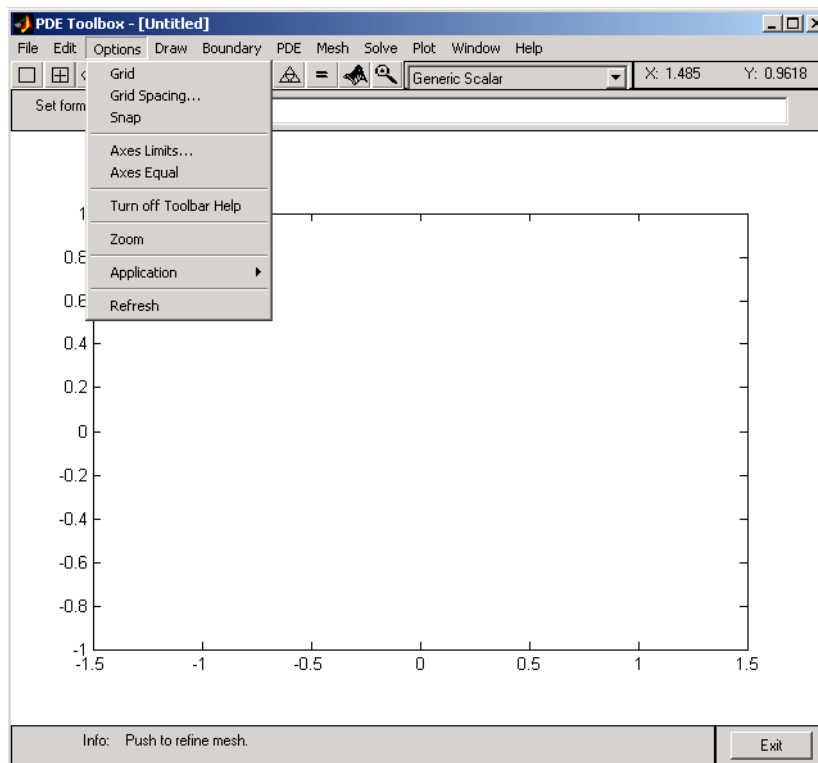 PDE Toolbox - [Untitled]
File Edit Options Draw Boundary PDE Mesh Solve Plot Window Help
Generic Scalar X: 1.485 Y: 0.9618
Set form
Grid
Grid Spacing...
Snap
Axes Limits...
Axes Equal
Turn off Toolbar Help
Zoom
Application
Refresh
1
0.8
0.6
0.4
0.2
0
-0.2
-0.4
-0.6
-0.8
-1
-1.5 -1 -0.5 0 0.5 1 1.5
Info: Push to refine mesh.
Exit